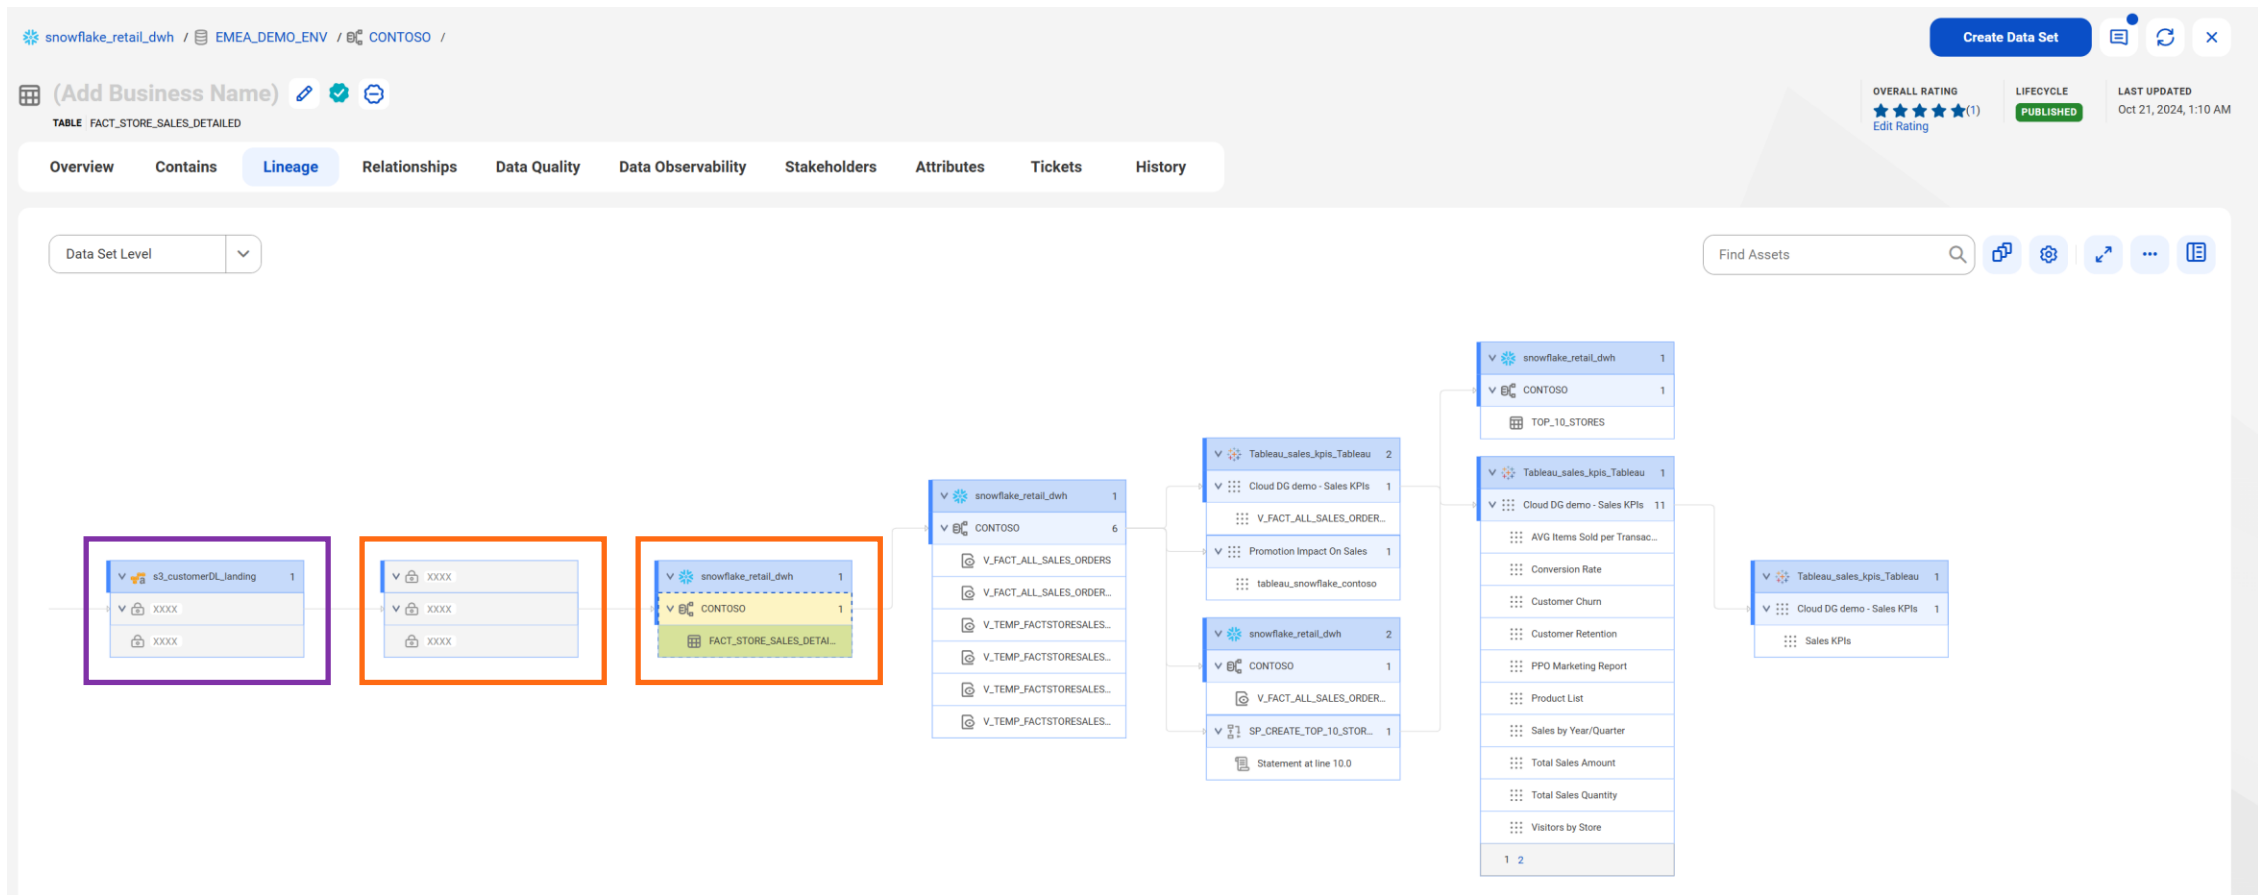 snowflake_retail_dwh / EMEA_DEMO_ENV / CONTOSO /
Create Data Set
(Add Business Name)
TABLE FACT_STORE_SALES_DETAILED
OVERALL RATING
(1)
Edit Rating
LIFECYCLE
PUBLISHED
LAST UPDATED
Oct 21, 2024, 1:10 AM
Overview Contains Lineage Relationships Data Quality Data Observability Stakeholders Attributes Tickets History
Data Set Level
Find Assets
s3_customerDL_landing 1
XXXX
XXXX
XXXX
XXXX
XXXX
snowflake_retail_dwh 1
CONTOSO 1
FACT_STORE_SALES_DETAI...
snowflake_retail_dwh 1
CONTOSO 6
V_FACT_ALL_SALES_ORDERS
V_FACT_ALL_SALES_ORDER...
V_TEMP_FACTSTORESALES...
V_TEMP_FACTSTORESALES...
V_TEMP_FACTSTORESALES...
V_TEMP_FACTSTORESALES...
Tableau_sales_kpis_Tableau 2
Cloud DG demo - Sales KPIs 1
V_FACT_ALL_SALES_ORDER...
Promotion Impact On Sales 1
tableau_snowflake_contoso
snowflake_retail_dwh 2
CONTOSO 1
V_FACT_ALL_SALES_ORDER...
SP_CREATE_TOP_10_STOR... 1
Statement at line 10.0
snowflake_retail_dwh 1
CONTOSO 1
TOP_10_STORES
Tableau_sales_kpis_Tableau 1
Cloud DG demo - Sales KPIs 11
AVG Items Sold per Transac...
Conversion Rate
Customer Churn
Customer Retention
PPO Marketing Report
Product List
Sales by Year/Quarter
Total Sales Amount
Total Sales Quantity
Visitors by Store
1 2
Tableau_sales_kpis_Tableau 1
Cloud DG demo - Sales KPIs 1
Sales KPIs